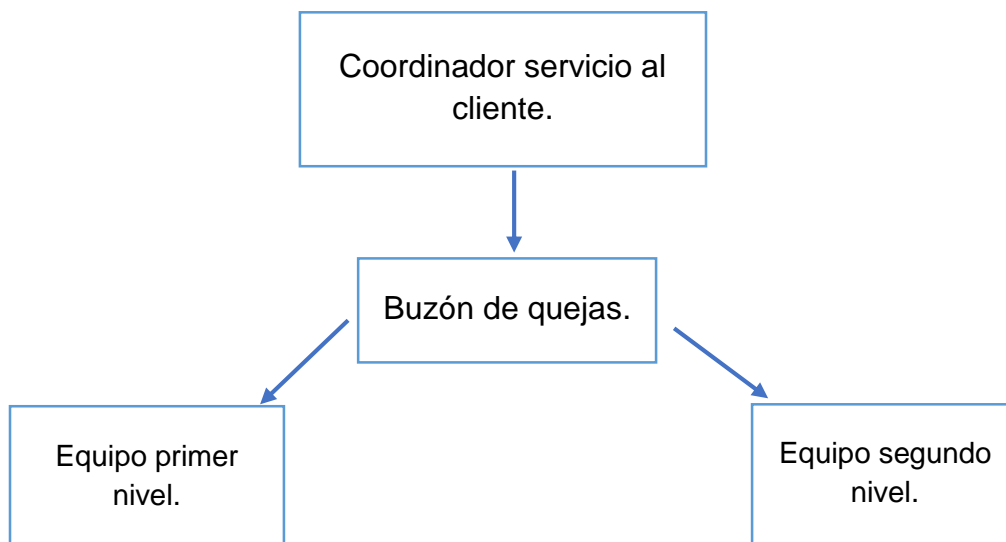 Coordinador servicio al
cliente.
Buzón de quejas.
Equipo primer
nivel.
Equipo segundo
nivel.